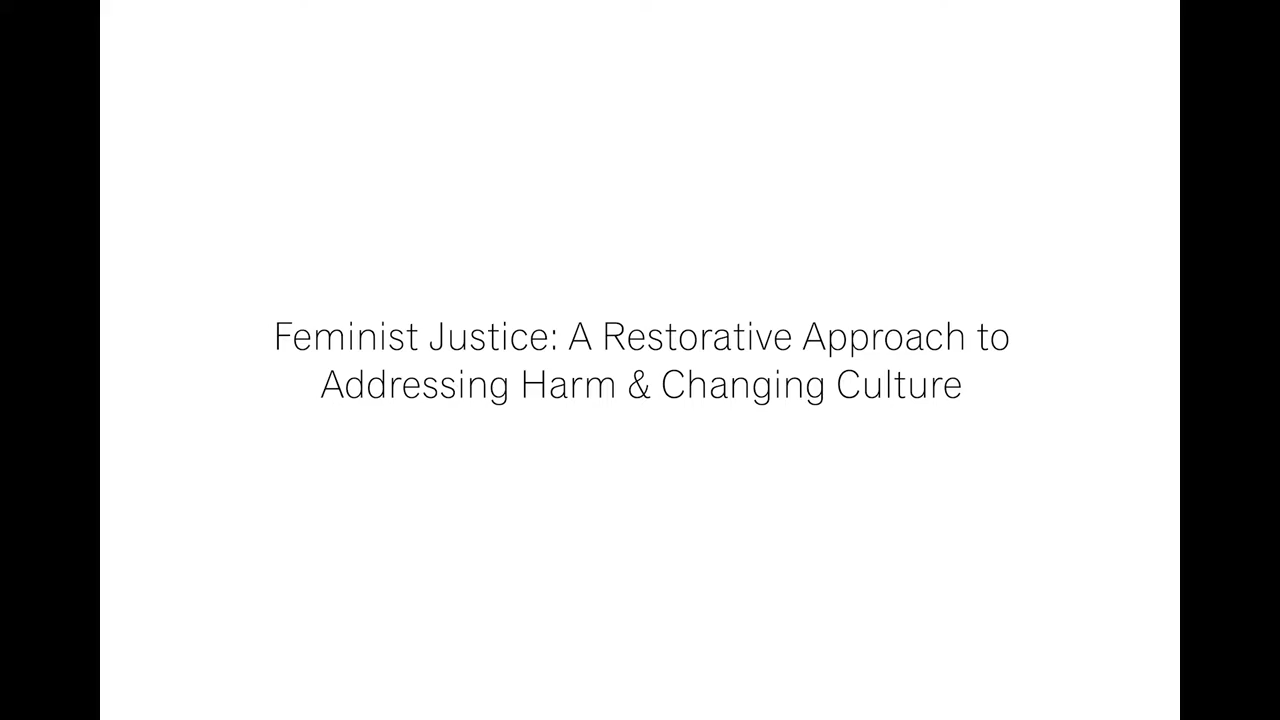 Feminist Justice: A Restorative Approach to
Addressing Harm & Changing Culture